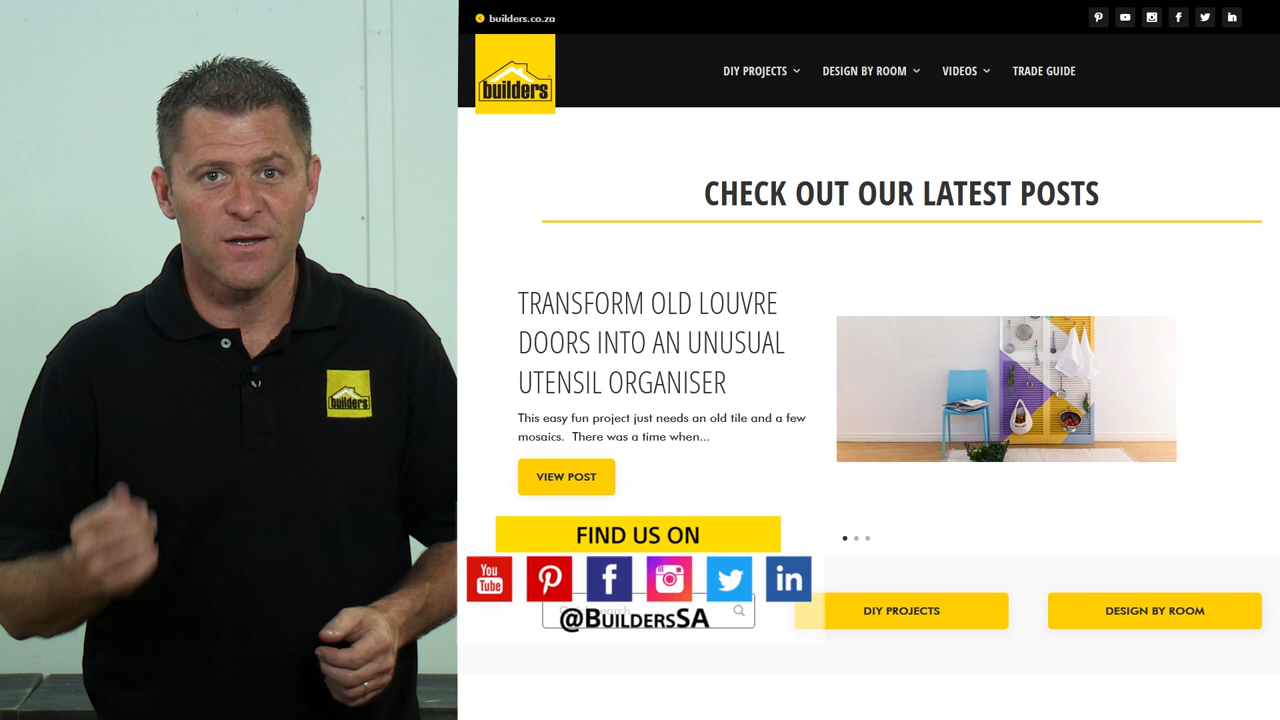 builders.co.za
builders
DIY PROJECTS
DESIGN BY ROOM
VIDEOS
TRADE GUIDE
CHECK OUT OUR LATEST POSTS
TRANSFORM OLD LOUVRE
DOORS INTO AN UNUSUAL
UTENSIL ORGANISER
This easy fun project just needs an old tile and a few
mosaics. There was a time when...
VIEW POST
FIND US ON
You
Tube
@BUILDERSSA
DIY PROJECTS
DESIGN BY ROOM
builders